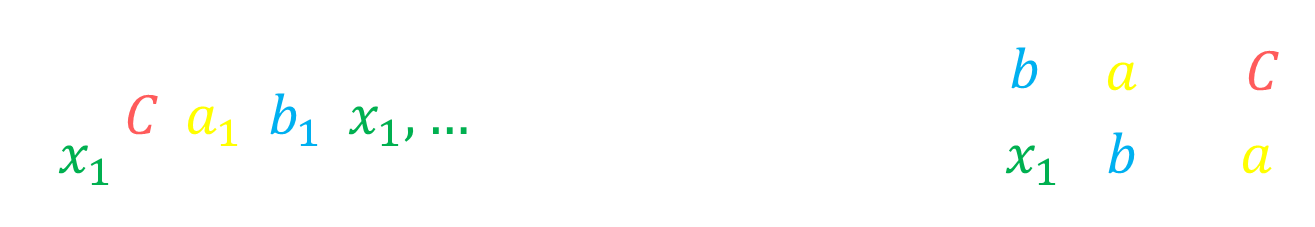 b a C
C a₁ b₁ x₁, …
x₁ x₁ b a